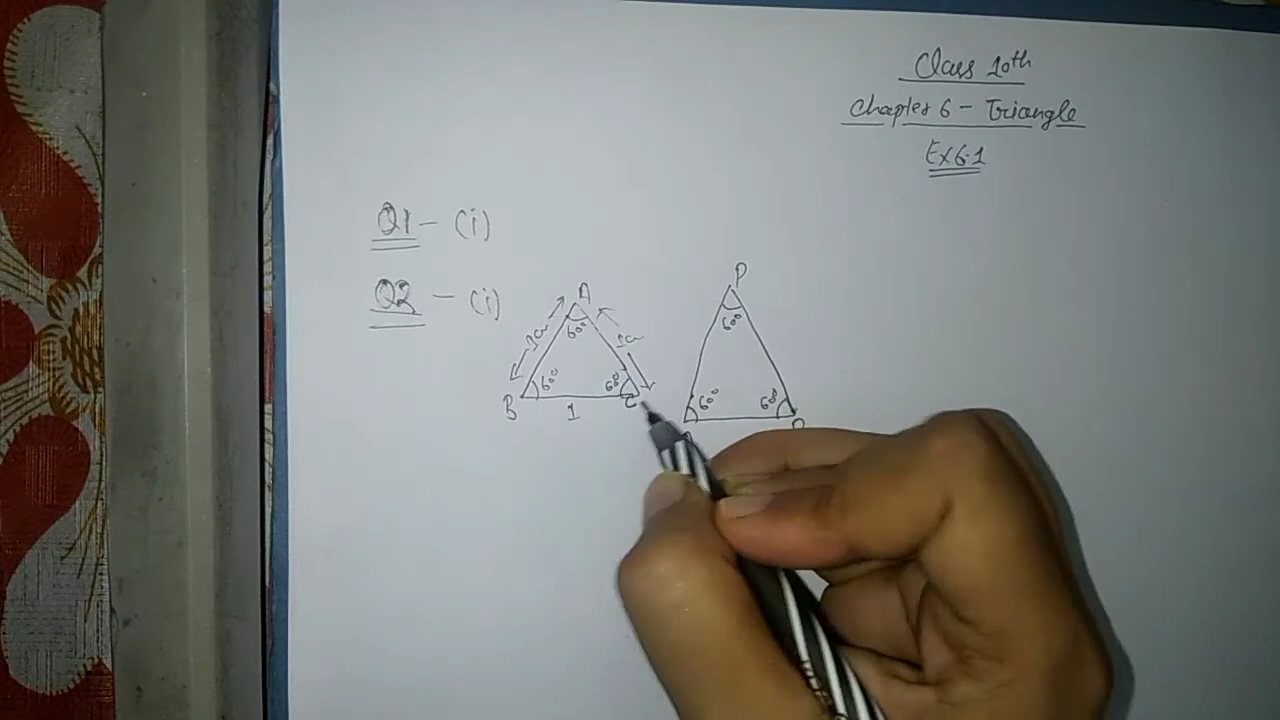 Class 10th
Chapter 6 - Triangle
Ex 6.1
Q1 - (i)
Q2 - (i)
A
P
60°
60°
60°
60°
60°
60°
B
1
C